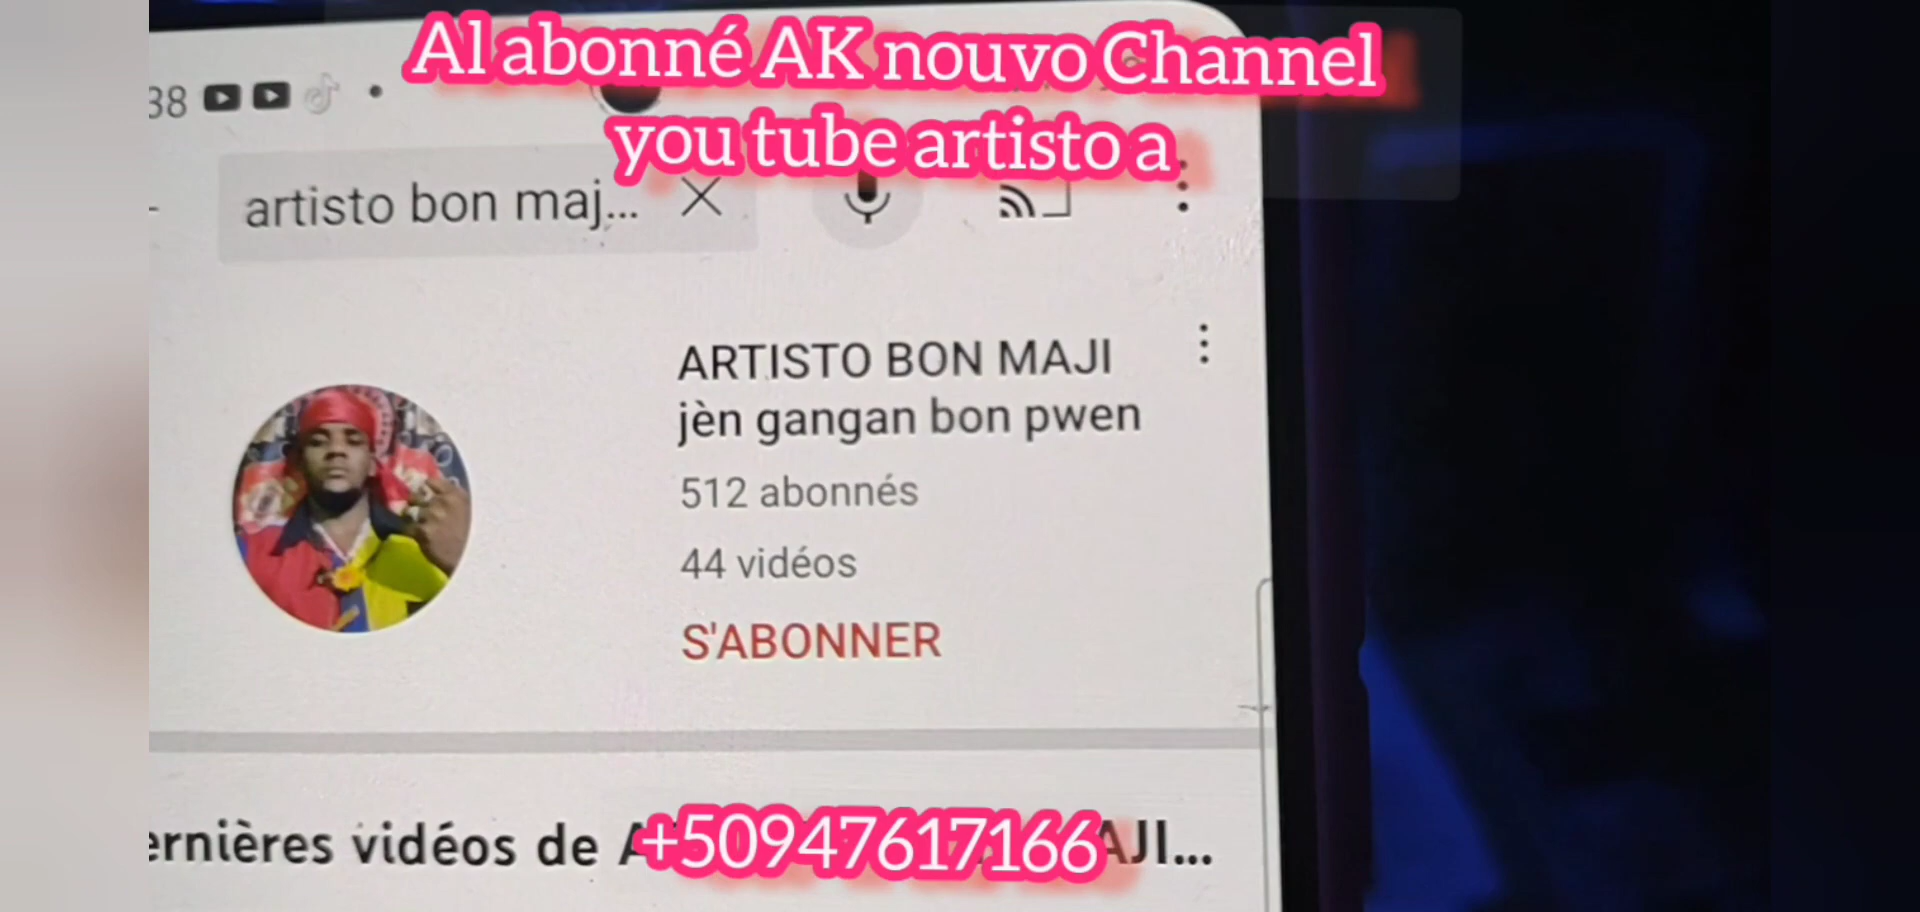 Al abonné AK nouvo Channel
you tube artisto a
38
artisto bon maj...
ARTISTO BON MAJI
jèn gangan bon pwen
512 abonnés
44 vidéos
S'ABONNER
ernières vidéos de A
AJI...
+50947617166